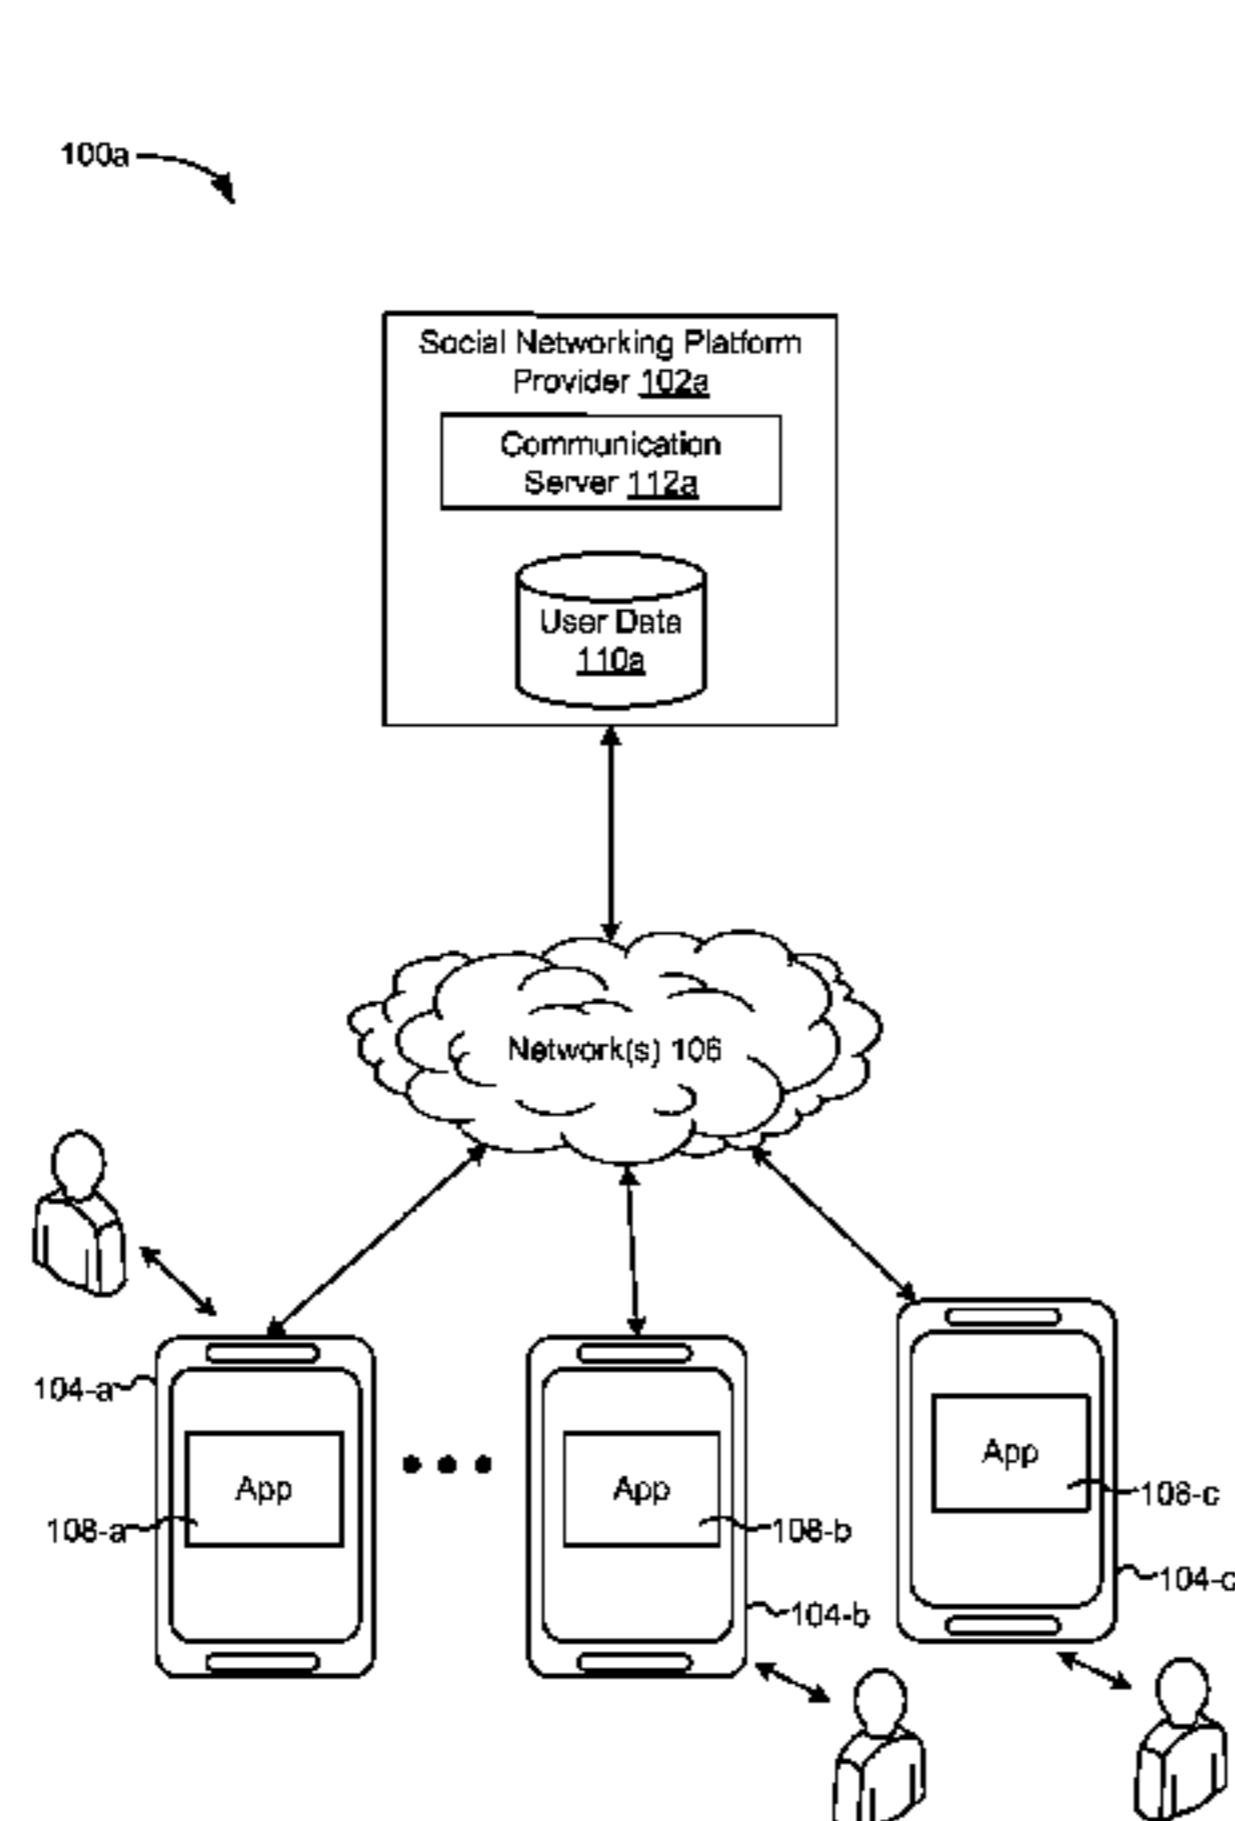 100a
Social Networking Platform
Provider 102a
Communication
Server 112a
User Data
110a
Network(s) 106
104-a
App
108-a
App
108-b
104-b
App
108-c
104-c